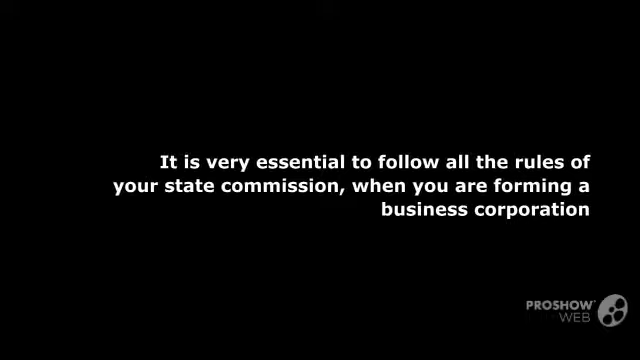 It is very essential to follow all the rules of
your state commission, when you are forming a
business corporation
PROSHOW
WEB